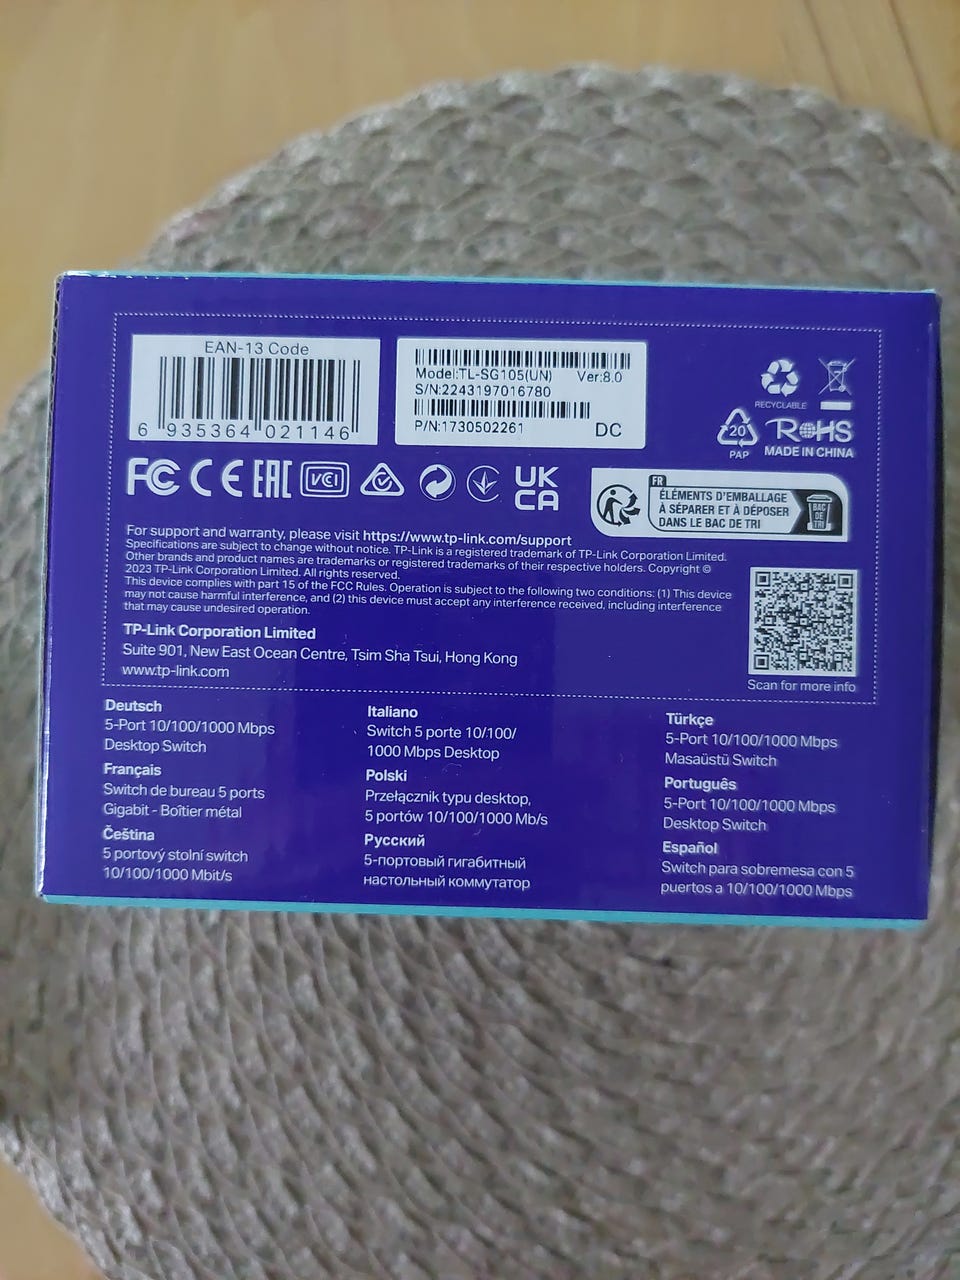 EAN-13 Code
6 935364 021146
Model:TL-SG105(UN) Ver:8.0
S/N:2243197016780
P/N:1730502261 DC
RECYCLABLE
20
PAP
RoHS
MADE IN CHINA
FC CE EAC VCCI UK
CA
FR
ÉLÉMENTS D'EMBALLAGE
À SÉPARER ET À DÉPOSER
DANS LE BAC DE TRI
BAC
DE
TRI
For support and warranty, please visit https://www.tp-link.com/support
Specifications are subject to change without notice. TP-Link is a registered trademark of TP-Link Corporation Limited.
Other brands and product names are trademarks or registered trademarks of their respective holders. Copyright ©
2023 TP-Link Corporation Limited. All rights reserved.
This device complies with part 15 of the FCC Rules. Operation is subject to the following two conditions: (1) This device
may not cause harmful interference, and (2) this device must accept any interference received, including interference
that may cause undesired operation.
TP-Link Corporation Limited
Suite 901, New East Ocean Centre, Tsim Sha Tsui, Hong Kong
www.tp-link.com
Scan for more info
Deutsch
5-Port 10/100/1000 Mbps
Desktop Switch
Français
Switch de bureau 5 ports
Gigabit - Boîtier métal
Čeština
5 portový stolní switch
10/100/1000 Mbit/s
Italiano
Switch 5 porte 10/100/
1000 Mbps Desktop
Polski
Przełącznik typu desktop,
5 portów 10/100/1000 Mb/s
Русский
5-портовый гигабитный
настольный коммутатор
Türkçe
5-Port 10/100/1000 Mbps
Masaüstü Switch
Português
5-Port 10/100/1000 Mbps
Desktop Switch
Español
Switch para sobremesa con 5
puertos a 10/100/1000 Mbps